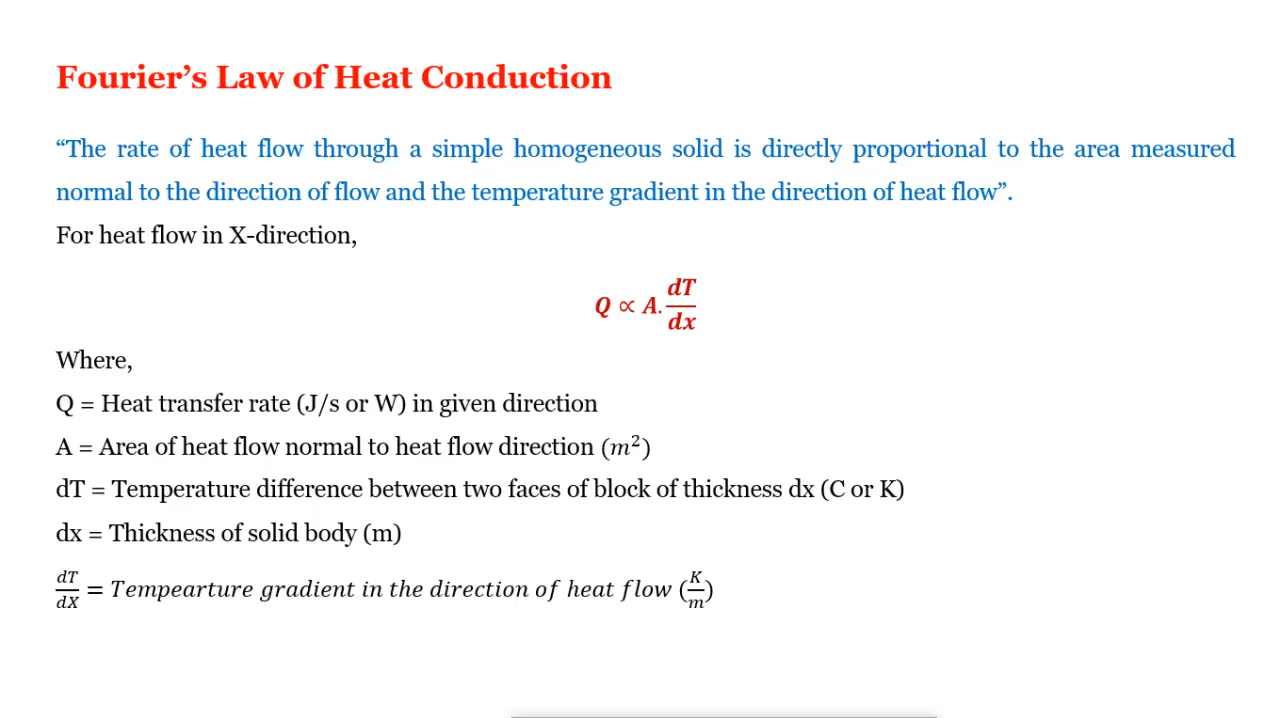 Fourier’s Law of Heat Conduction
“The rate of heat flow through a simple homogeneous solid is directly proportional to the area measured
normal to the direction of flow and the temperature gradient in the direction of heat flow”.
For heat flow in X-direction,
Q ∝ A. dT/dx
Where,
Q = Heat transfer rate (J/s or W) in given direction
A = Area of heat flow normal to heat flow direction (m²)
dT = Temperature difference between two faces of block of thickness dx (C or K)
dx = Thickness of solid body (m)
dT/dX = Tempearture gradient in the direction of heat flow (K/m)